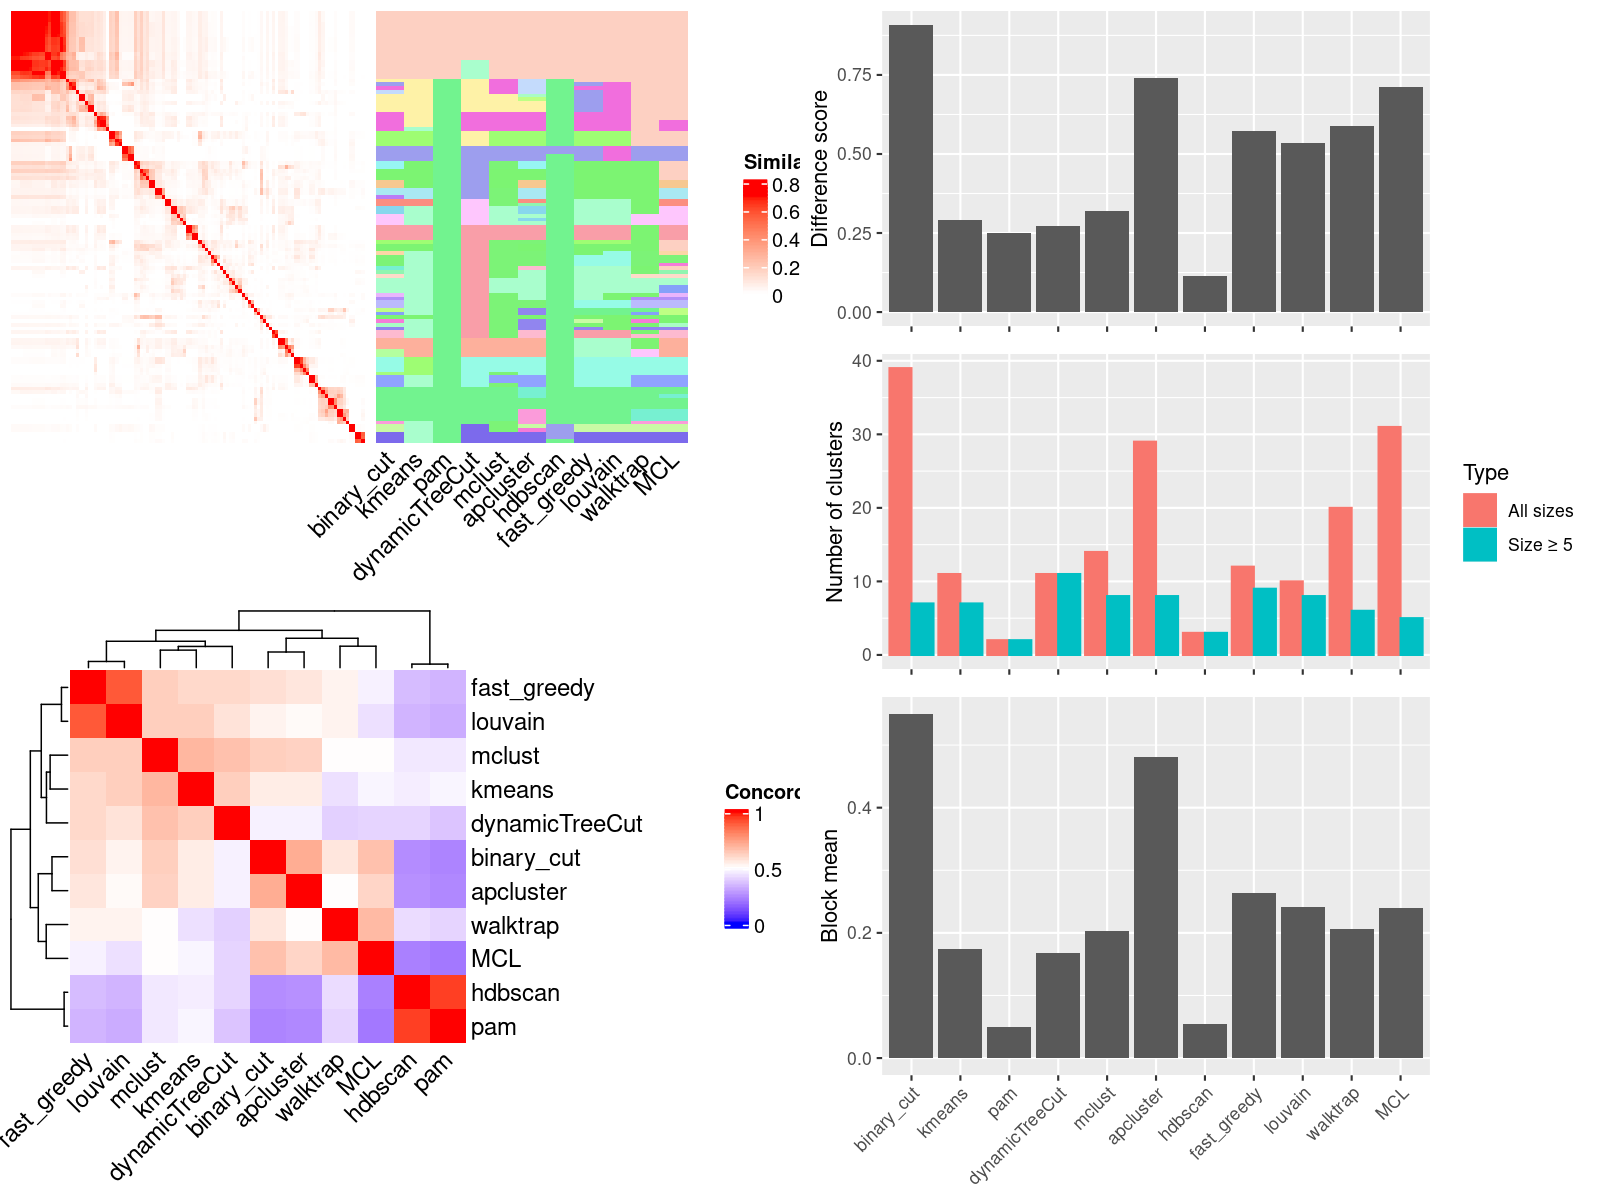 Simila
0.8
0.6
0.4
0.2
0
binary_cut
kmeans
pam
dynamicTreeCut
mclust
apcluster
hdbscan
fast_greedy
louvain
walktrap
MCL
Difference score
0.75
0.50
0.25
0.00
Number of clusters
40
30
20
10
0
Type
All sizes
Size ≥ 5
fast_greedy
louvain
mclust
kmeans
dynamicTreeCut
binary_cut
apcluster
walktrap
MCL
hdbscan
pam
fast_greedy
louvain
mclust
kmeans
dynamicTreeCut
binary_cut
apcluster
walktrap
MCL
hdbscan
pam
Concord
1
0.5
0
Block mean
0.4
0.2
0.0
binary_cut
kmeans
pam
dynamicTreeCut
mclust
apcluster
hdbscan
fast_greedy
louvain
walktrap
MCL